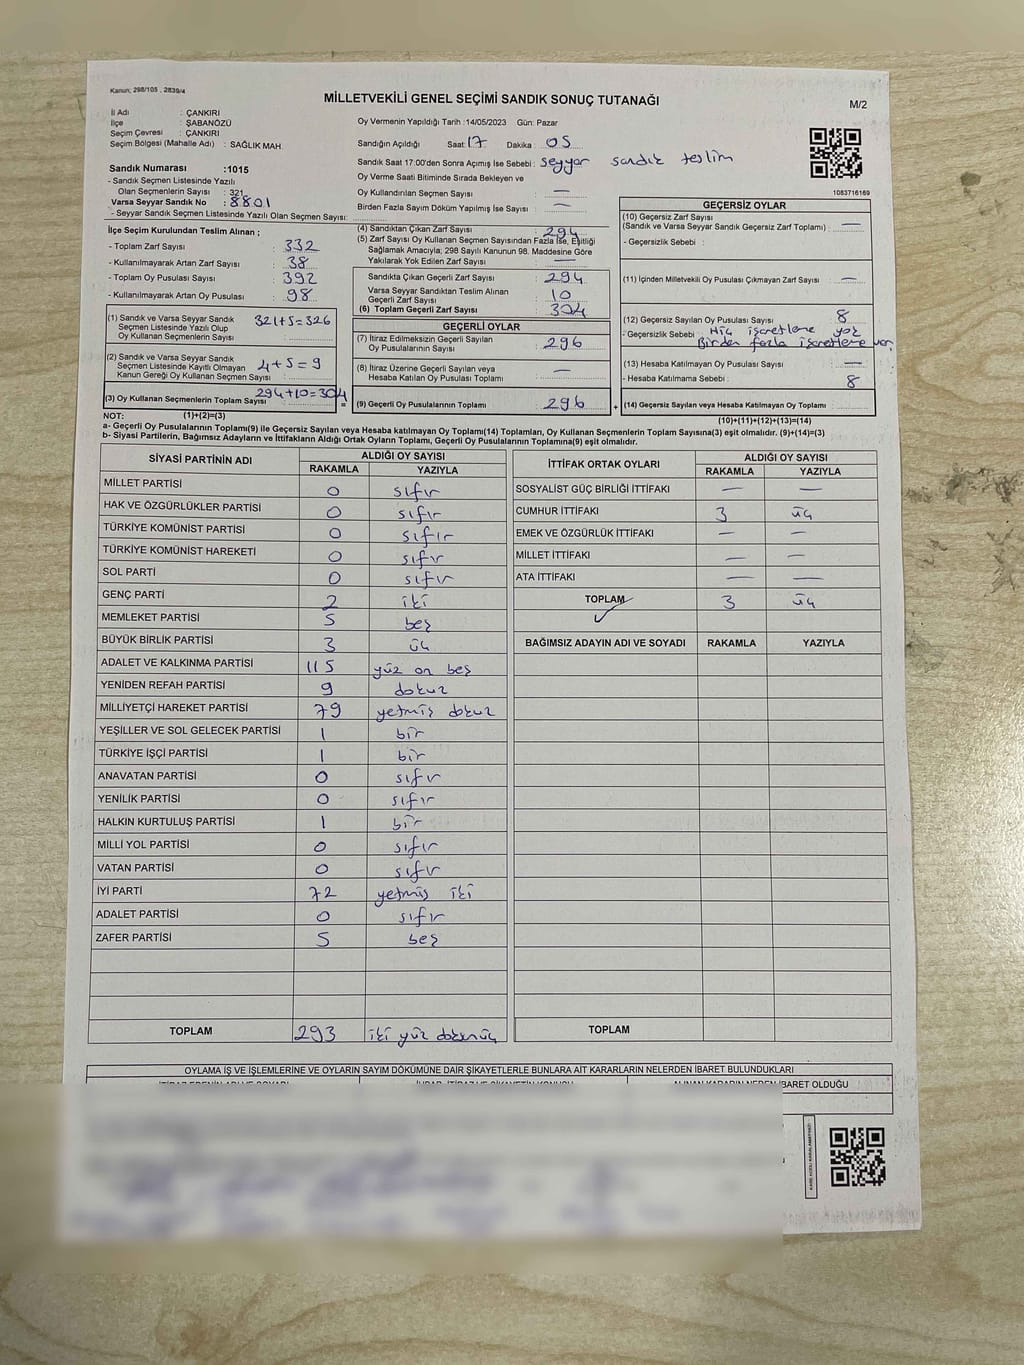 Kanun; 298/105 , 2839/4
MİLLETVEKİLİ GENEL SEÇİMİ SANDIK SONUÇ TUTANAĞI
M/2
İl Adı : ÇANKIRI
İlçe : ŞABANÖZÜ
Seçim Çevresi : ÇANKIRI
Seçim Bölgesi (Mahalle Adı) : SAĞLIK MAH.
Sandık Numarası :1015
- Sandık Seçmen Listesinde Yazılı
Olan Seçmenlerin Sayısı : 321
Varsa Seyyar Sandık No : 8801
- Seyyar Sandık Seçmen Listesinde Yazılı Olan Seçmen Sayısı:
Oy Vermenin Yapıldığı Tarih :14/05/2023 Gün: Pazar
Sandığın Açıldığı Saat: 17 Dakika : 05
Sandık Saat 17:00'den Sonra Açımış İse Sebebi : seyyar sandık teslim
Oy Verme Saati Bitiminde Sırada Bekleyen ve
Oy Kullandırılan Seçmen Sayısı : —
Birden Fazla Sayım Döküm Yapılmış İse Sayısı : —
1083716169
İlçe Seçim Kurulundan Teslim Alınan ;
- Toplam Zarf Sayısı : 332
- Kullanılmayarak Artan Zarf Sayısı : 38
- Toplam Oy Pusulası Sayısı : 392
- Kullanılmayarak Artan Oy Pusulası : 98
(1) Sandık ve Varsa Seyyar Sandık
Seçmen Listesinde Yazılı Olup
Oy Kullanan Seçmen Sayısı : 321+5=326
(2) Sandık ve Varsa Seyyar Sandık
Seçmen Listesinde Kayıtlı Olmayan
Kanun Gereği Oy Kullanan Seçmen Sayısı : 4+5=9
(3) Oy Kullanan Seçmenlerin Toplam Sayısı : 294+10=304
(4) Sandıktan Çıkan Zarf Sayısı : 294
(5) Zarf Sayısı Oy Kullanan Seçmen Sayısından Fazla İse, Eşitliği
Sağlamak Amacıyla; 298 Sayılı Kanunun 98. Maddesine Göre
Yakılarak Yok Edilen Zarf Sayısı : —
Sandıkta Çıkan Geçerli Zarf Sayısı : 294
Varsa Seyyar Sandıktan Teslim Alınan
Geçerli Zarf Sayısı : 10
(6) Toplam Geçerli Zarf Sayısı : 304
GEÇERLİ OYLAR
(7) İtiraz Edilmeksizin Geçerli Sayılan
Oy Pusulalarının Sayısı : 296
(8) İtiraz Üzerine Geçerli Sayılan veya
Hesaba Katılan Oy Pusulası Toplamı : —
= (9) Geçerli Oy Pusulalarının Toplamı : 296
GEÇERSİZ OYLAR
(10) Geçersiz Zarf Sayısı
(Sandık ve Varsa Seyyar Sandık Geçersiz Zarf Toplamı) : —
- Geçersizlik Sebebi :
(11) İçinden Milletvekili Oy Pusulası Çıkmayan Zarf Sayısı : —
(12) Geçersiz Sayılan Oy Pusulası Sayısı : 8
- Geçersizlik Sebebi : Hiç işaretleme yok
Birden fazla işaretleme var
(13) Hesaba Katılmayan Oy Pusulası Sayısı : —
- Hesaba Katılmama Sebebi : 8
+ (14) Geçersiz Sayılan veya Hesaba Katılmayan Oy Pusulası Toplamı :
NOT: (1)+(2)=(3) (10)+(11)+(12)+(13)=(14)
a- Geçerli Oy Pusulalarının Toplamı(9) ile Geçersiz Sayılan veya Hesaba katılmayan Oy Toplamı(14) Toplamları, Oy Kullanan Seçmenlerin Toplam Sayısına(3) eşit olmalıdır. (9)+(14)=(3)
b- Siyasi Partilerin, Bağımsız Adayların ve İttifakların Aldığı Ortak Oyların Toplamı, Geçerli Oy Pusulalarının Toplamına(9) eşit olmalıdır.
SİYASİ PARTİNİN ADI ALDIĞI OY SAYISI
RAKAMLA YAZIYLA
MİLLET PARTİSİ 0 sıfır
HAK VE ÖZGÜRLÜKLER PARTİSİ 0 sıfır
TÜRKİYE KOMÜNİST PARTİSİ 0 sıfır
TÜRKİYE KOMÜNİST HAREKETİ 0 sıfır
SOL PARTİ 0 sıfır
GENÇ PARTİ 2 iki
MEMLEKET PARTİSİ 5 beş
BÜYÜK BİRLİK PARTİSİ 3 üç
ADALET VE KALKINMA PARTİSİ 115 yüz on beş
YENİDEN REFAH PARTİSİ 9 dokuz
MİLLİYETÇİ HAREKET PARTİSİ 79 yetmiş dokuz
YEŞİLLER VE SOL GELECEK PARTİSİ 1 bir
TÜRKİYE İŞÇİ PARTİSİ 1 bir
ANAVATAN PARTİSİ 0 sıfır
YENİLİK PARTİSİ 0 sıfır
HALKIN KURTULUŞ PARTİSİ 1 bir
MİLLİ YOL PARTİSİ 0 sıfır
VATAN PARTİSİ 0 sıfır
İYİ PARTİ 72 yetmiş iki
ADALET PARTİSİ 0 sıfır
ZAFER PARTİSİ 5 beş
TOPLAM 293 iki yüz doksanüç
İTTİFAK ORTAK OYLARI ALDIĞI OY SAYISI
RAKAMLA YAZIYLA
SOSYALİST GÜÇ BİRLİĞİ İTTİFAKI — —
CUMHUR İTTİFAKI 3 üç
EMEK VE ÖZGÜRLÜK İTTİFAKI — —
MİLLET İTTİFAKI — —
ATA İTTİFAKI — —
TOPLAM 3 üç
BAĞIMSIZ ADAYIN ADI VE SOYADI RAKAMLA YAZIYLA
TOPLAM
OYLAMA İŞ VE İŞLEMLERİNE VE OYLARIN SAYIM DÖKÜMÜNE DAİR ŞİKAYETLERLE BUNLARA AİT KARARLARIN NELERDEN İBARET BULUNDUKLARI
İTİRAZ EDENİN ADI VE SOYADI
ALINAN KARARIN NEDEN İBARET OLDUĞU